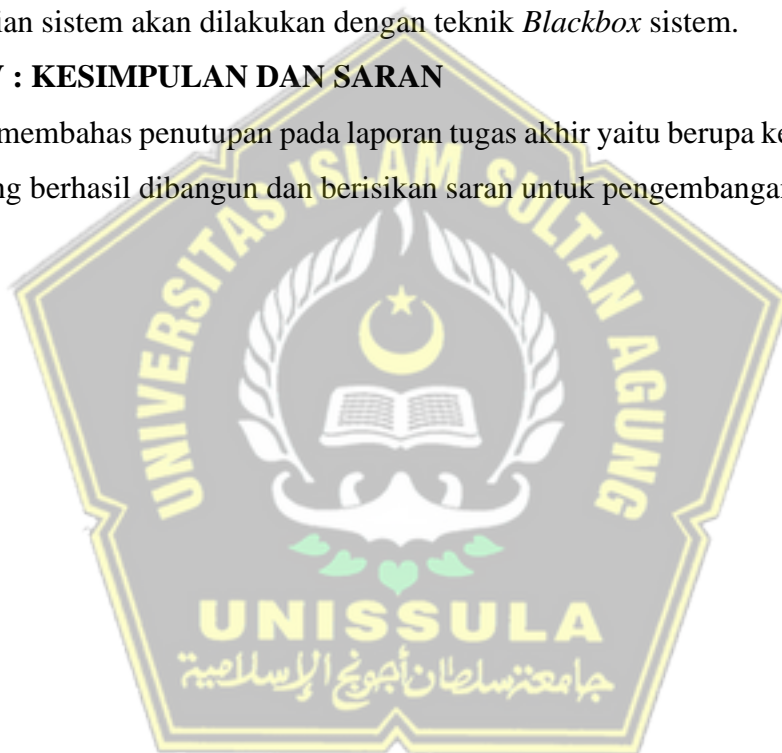 ian sistem akan dilakukan dengan teknik Blackbox sistem.
: KESIMPULAN DAN SARAN
membahas penutupan pada laporan tugas akhir yaitu berupa ke
ng berhasil dibangun dan berisikan saran untuk pengembangan
UNIVERSITAS ISLAM SULTAN AGUNG
UNISSULA
جامعة سلطان أجونج الإسلامية